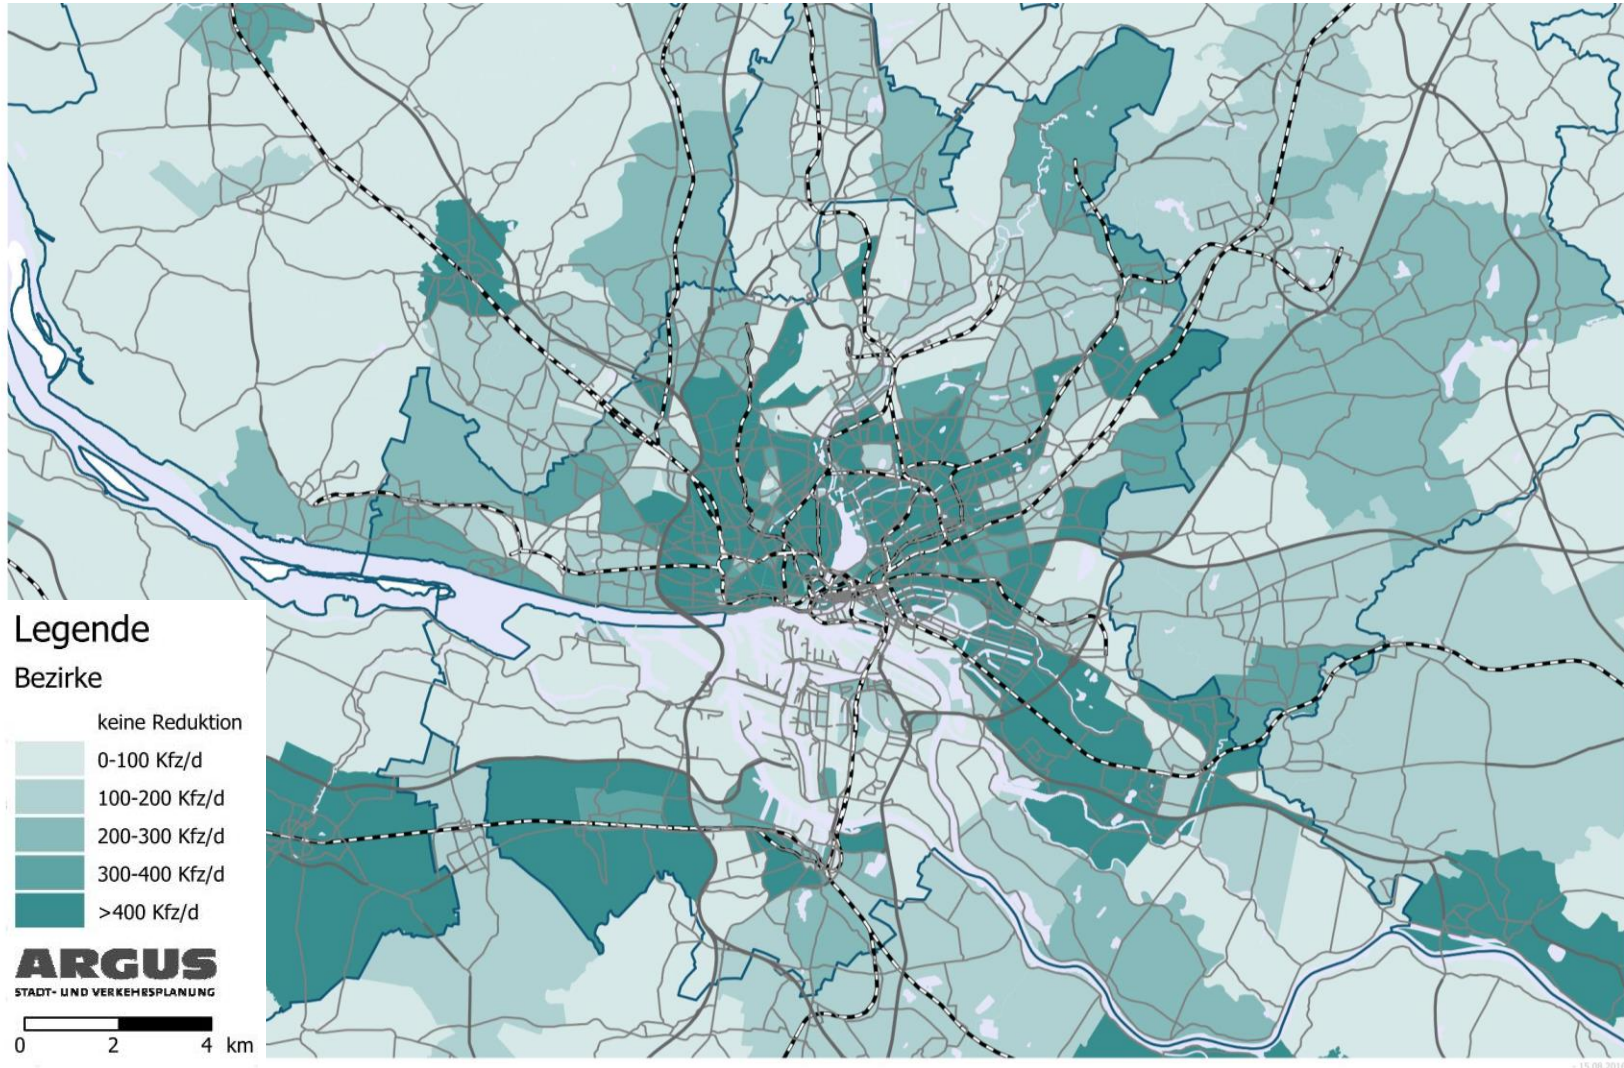 Legende
Bezirke
keine Reduktion
0-100 Kfz/d
100-200 Kfz/d
200-300 Kfz/d
300-400 Kfz/d
>400 Kfz/d
ARGUS
STADT- UND VERKEHRSPLANUNG
0 2 4 km